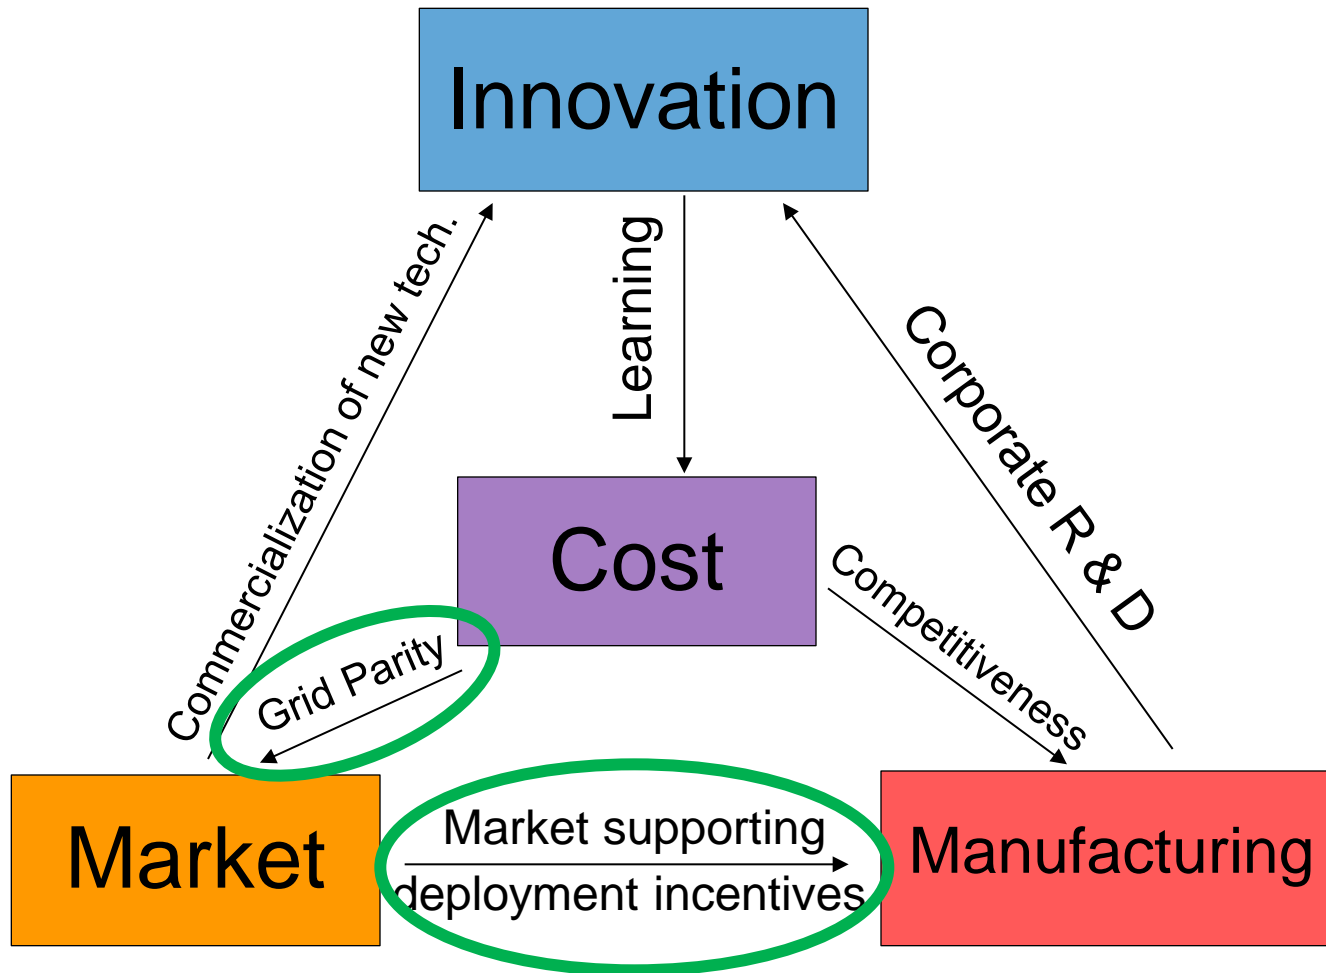 Innovation
Commercialization of new tech.
Learning
Corporate R & D
Cost
Competitiveness
Grid Parity
Market
Market supporting
deployment incentives
Manufacturing